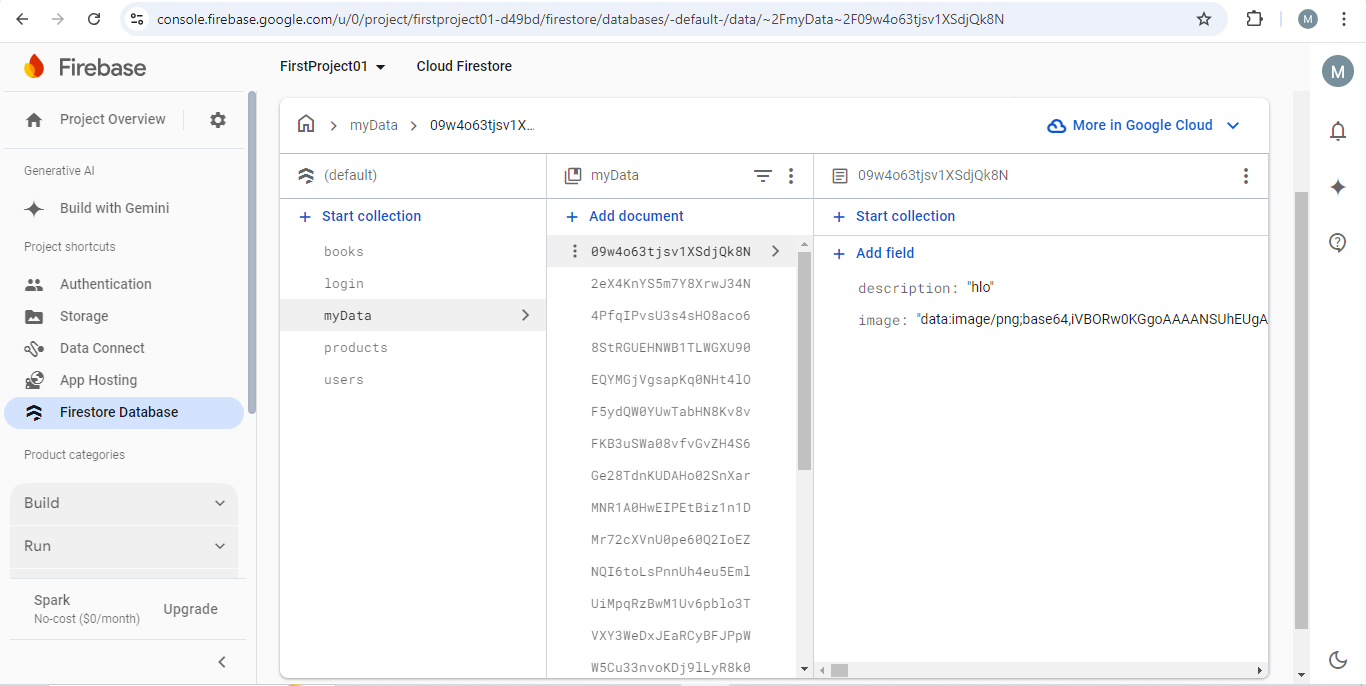 console.firebase.google.com/u/0/project/firstproject01-d49bd/firestore/databases/-default-/data/~2FmyData~2F09w4o63tjsv1XSdjQk8N
M
Firebase
FirstProject01
Cloud Firestore
M
Project Overview
Generative AI
Build with Gemini
Project shortcuts
Authentication
Storage
Data Connect
App Hosting
Firestore Database
Product categories
Build
Run
Spark
No-cost ($0/month)
Upgrade
myData
09w4o63tjsv1X...
More in Google Cloud
(default)
+ Start collection
books
login
myData
products
users
myData
+ Add document
09w4o63tjsv1XSdjQk8N
2eX4KnYS5m7Y8XrwJ34N
4PfqIPvsU3s4sHO8aco6
8StRGUEHNWB1TLWGXU90
EQYMGjVgsapKq0NHt4lO
F5ydQW0YUwTabHN8Kv8v
FKB3uSWa08vfvGvZH4S6
Ge28TdnKUDAHo02SnXar
MNR1A0HwEIPEtBiz1n1D
Mr72cXVnU0pe60Q2IoEZ
NQI6toLsPnnUh4eu5Eml
UiMpqRzBwM1Uv6pblo3T
VXY3WeDxJEaRCyBFJPpW
W5Cu33nvoKDj9lLyR8k0
09w4o63tjsv1XSdjQk8N
+ Start collection
+ Add field
description: "hlo"
image: "data:image/png;base64,iVBORw0KGgoAAAANSUhEUgA